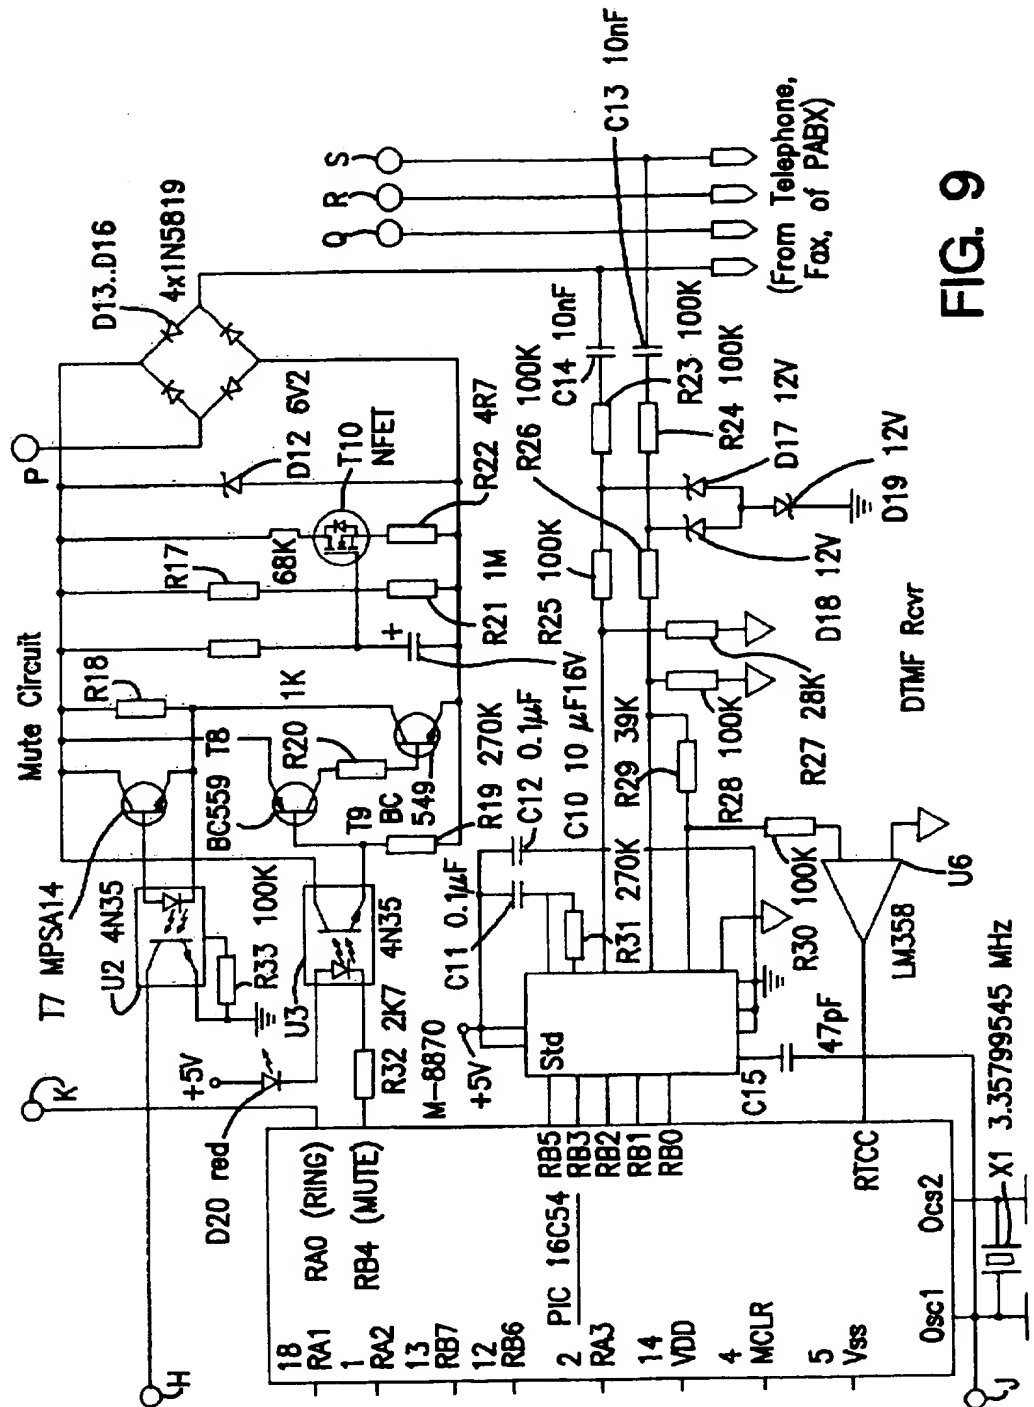 Mute Circuit
D13..D16
4x1N5819
P
R17
R18
68K
D12 6V2
T10
NFET
R22 4R7
R21 1M
1K
16V
T7 MPSA14
U2 4N35
BC559 T8
R20
T9
BC
549
R19 270K
R33 100K
U3
4N35
K
H
+5V
D20 red
R32 2K7
M-8870
+5V
C11 0.1µF
C12 0.1µF
C10 10 µF
R25 100K
R26 100K
C14 10nF
C13 10nF
R23 100K
R24 100K
D17 12V
D18 12V
12V
D19 12V
Q
R
S
(From Telephone,
Fax, of PABX)
R29 39K
R31 270K
R28 100K
R27 28K
R30 100K
DTMF Rcvr
U6
LM358
C15
47pF
Std
18
RA1
1
RA2
13
RB7
12
RB6
2
RA3
14
VDD
4
MCLR
5
Vss
RA0 (RING)
RB4 (MUTE)
PIC 16C54
RB5
RB3
RB2
RB1
RB0
RTCC
Osc1
Ocs2
J
X1 3.35799545 MHz
FIG. 9